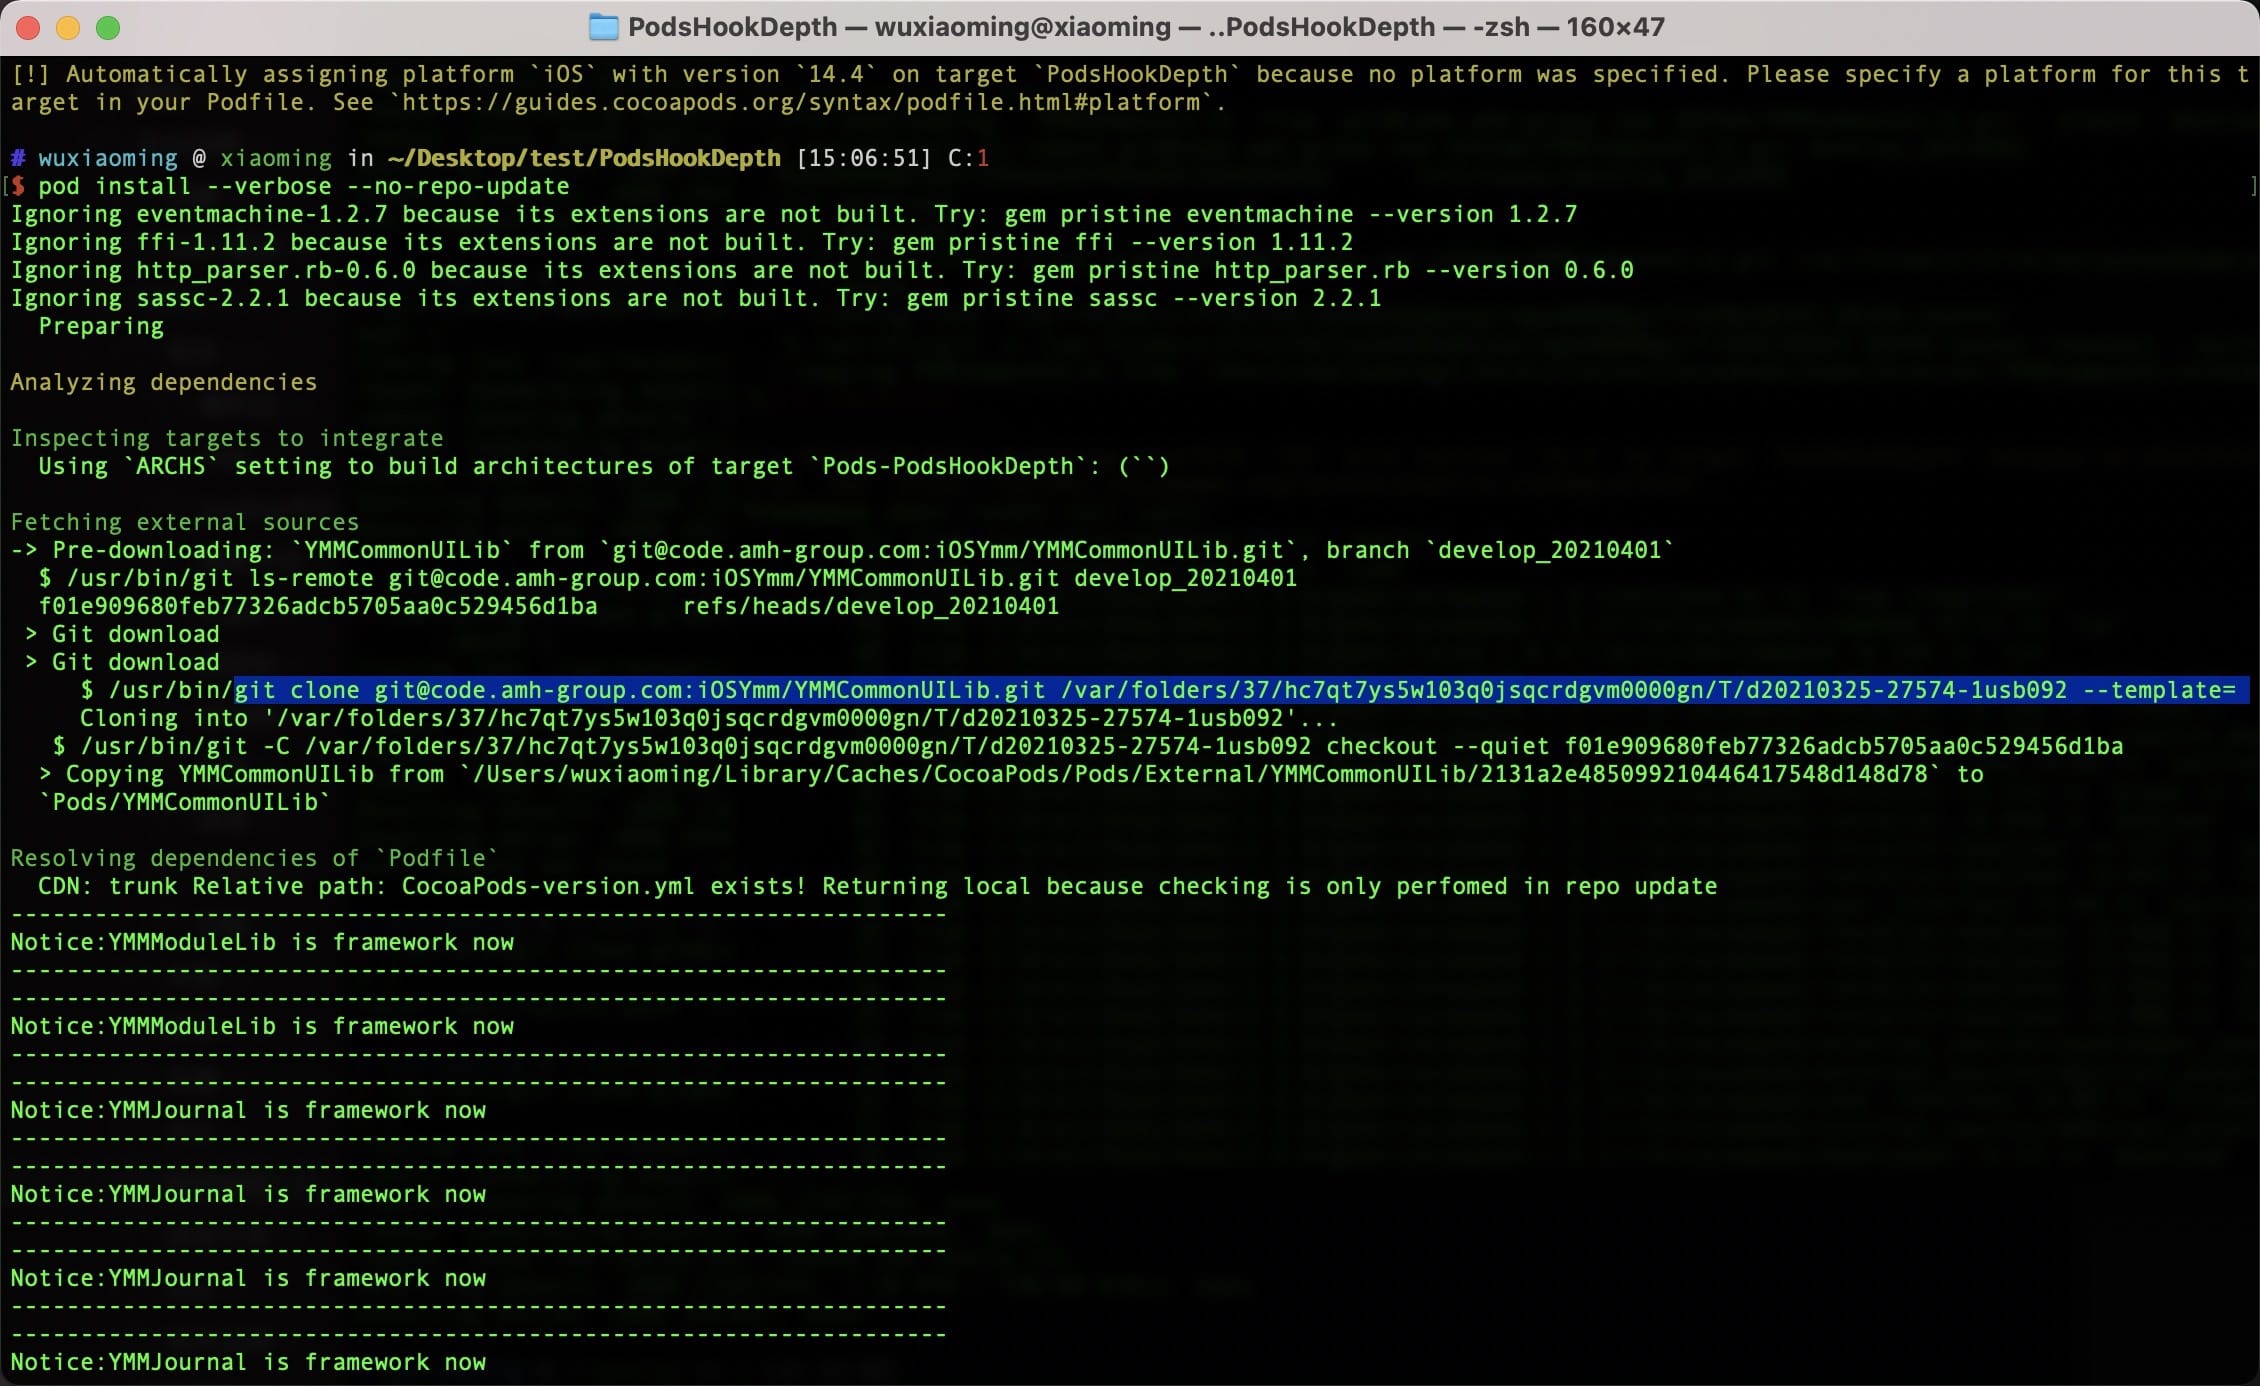 PodsHookDepth — wuxiaoming@xiaoming — ..PodsHookDepth — -zsh — 160×47
[!] Automatically assigning platform `iOS` with version `14.4` on target `PodsHookDepth` because no platform was specified. Please specify a platform for this t
arget in your Podfile. See `https://guides.cocoapods.org/syntax/podfile.html#platform`.
# wuxiaoming @ xiaoming in ~/Desktop/test/PodsHookDepth [15:06:51] C:1
[$ pod install --verbose --no-repo-update ]
Ignoring eventmachine-1.2.7 because its extensions are not built. Try: gem pristine eventmachine --version 1.2.7
Ignoring ffi-1.11.2 because its extensions are not built. Try: gem pristine ffi --version 1.11.2
Ignoring http_parser.rb-0.6.0 because its extensions are not built. Try: gem pristine http_parser.rb --version 0.6.0
Ignoring sassc-2.2.1 because its extensions are not built. Try: gem pristine sassc --version 2.2.1
Preparing
Analyzing dependencies
Inspecting targets to integrate
Using `ARCHS` setting to build architectures of target `Pods-PodsHookDepth`: (``)
Fetching external sources
-> Pre-downloading: `YMMCommonUILib` from `git@code.amh-group.com:iOSYmm/YMMCommonUILib.git`, branch `develop_20210401`
$ /usr/bin/git ls-remote git@code.amh-group.com:iOSYmm/YMMCommonUILib.git develop_20210401
f01e909680feb77326adcb5705aa0c529456d1ba refs/heads/develop_20210401
> Git download
> Git download
$ /usr/bin/git clone git@code.amh-group.com:iOSYmm/YMMCommonUILib.git /var/folders/37/hc7qt7ys5w103q0jsqcrdgvm0000gn/T/d20210325-27574-1usb092 --template=
Cloning into '/var/folders/37/hc7qt7ys5w103q0jsqcrdgvm0000gn/T/d20210325-27574-1usb092'...
$ /usr/bin/git -C /var/folders/37/hc7qt7ys5w103q0jsqcrdgvm0000gn/T/d20210325-27574-1usb092 checkout --quiet f01e909680feb77326adcb5705aa0c529456d1ba
> Copying YMMCommonUILib from `/Users/wuxiaoming/Library/Caches/CocoaPods/Pods/External/YMMCommonUILib/2131a2e485099210446417548d148d78` to
`Pods/YMMCommonUILib`
Resolving dependencies of `Podfile`
CDN: trunk Relative path: CocoaPods-version.yml exists! Returning local because checking is only perfomed in repo update
-------------------------------------------------------------------
Notice:YMMModuleLib is framework now
-------------------------------------------------------------------
-------------------------------------------------------------------
Notice:YMMModuleLib is framework now
-------------------------------------------------------------------
-------------------------------------------------------------------
Notice:YMMJournal is framework now
-------------------------------------------------------------------
-------------------------------------------------------------------
Notice:YMMJournal is framework now
-------------------------------------------------------------------
-------------------------------------------------------------------
Notice:YMMJournal is framework now
-------------------------------------------------------------------
-------------------------------------------------------------------
Notice:YMMJournal is framework now